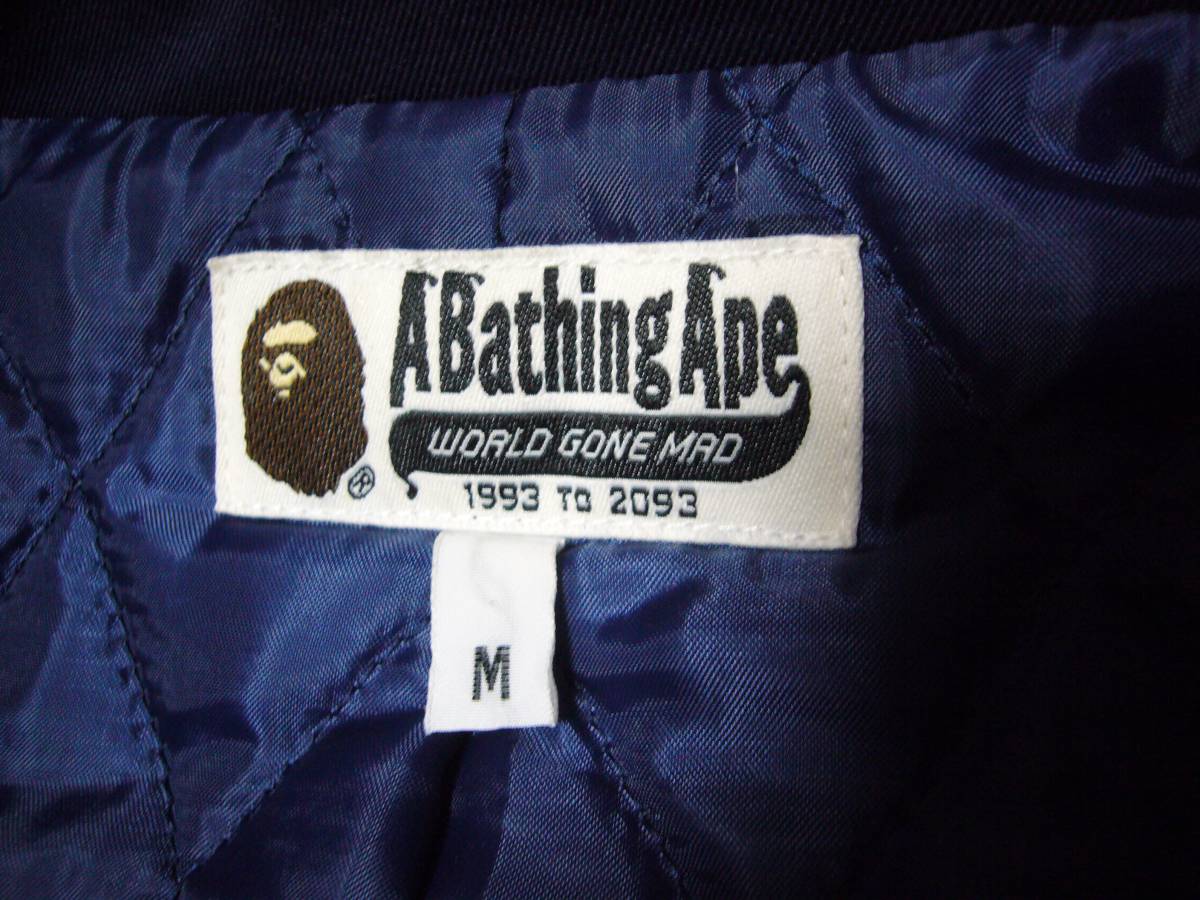 A Bathing Ape
WORLD GONE MAD
®
1993 TO 2093
M